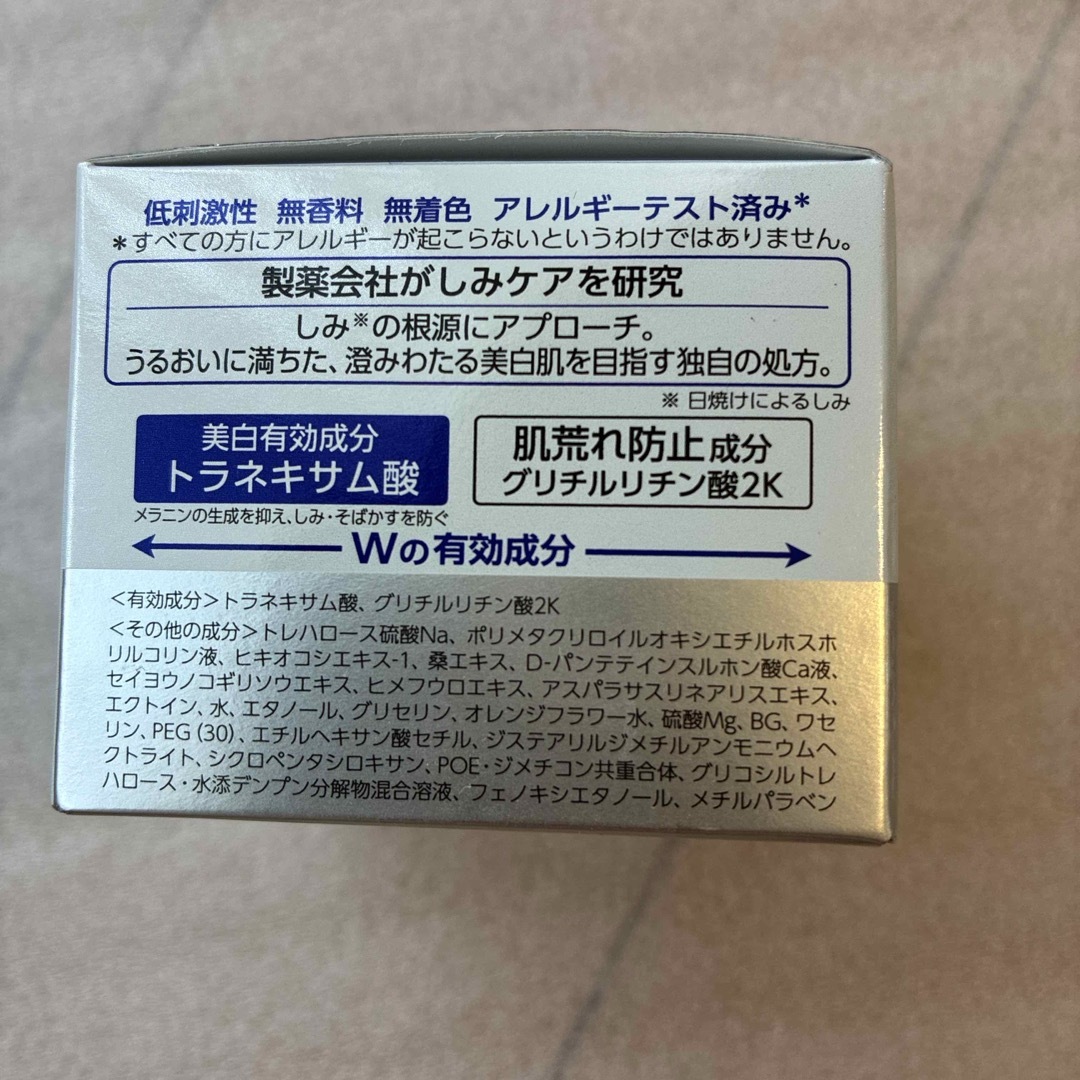 低刺激性 無香料 無着色 アレルギーテスト済み*
*すべての方にアレルギーが起こらないというわけではありません。
製薬会社がしみケアを研究
しみ※の根源にアプローチ。
うるおいに満ちた、澄みわたる美白肌を目指す独自の処方。
※ 日焼けによるしみ
美白有効成分
トラネキサム酸
メラニンの生成を抑え、しみ・そばかすを防ぐ
肌荒れ防止成分
グリチルリチン酸2K
Wの有効成分
<有効成分>トラネキサム酸、グリチルリチン酸2K
<その他の成分>トレハロース硫酸Na、ポリメタクリロイルオキシエチルホスホ
リルコリン液、ヒキオコシエキス-1、桑エキス、D-パンテテインスルホン酸Ca液、
セイヨウノコギリソウエキス、ヒメフウロエキス、アスパラサスリネアリスエキス、
エクトイン、水、エタノール、グリセリン、オレンジフラワー水、硫酸Mg、BG、ワセ
リン、PEG(30)、エチルヘキサン酸セチル、ジステアリルジメチルアンモニウムヘ
クトライト、シクロペンタシロキサン、POE・ジメチコン共重合体、グリコシルトレ
ハロース・水添デンプン分解物混合溶液、フェノキシエタノール、メチルパラベン